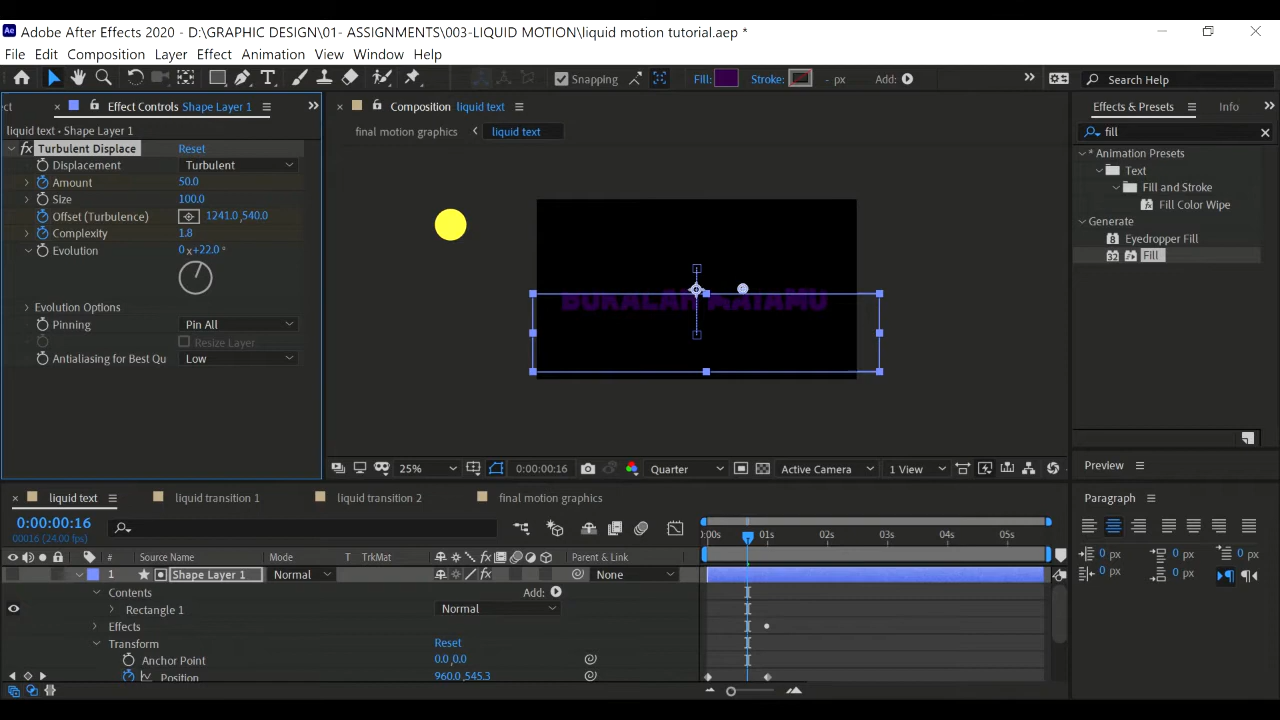 Ae Adobe After Effects 2020 - D:\GRAPHIC DESIGN\01- ASSIGNMENTS\003-LIQUID MOTION\liquid motion tutorial.aep *
File Edit Composition Layer Effect Animation View Window Help
Snapping Fill: Stroke: - px Add: Search Help
ect Effect Controls Shape Layer 1
Composition liquid text
Effects & Presets Info
liquid text • Shape Layer 1
final motion graphics liquid text
fill
fx Turbulent Displace Reset
Displacement Turbulent
Amount 50.0
Size 100.0
Offset (Turbulence) 1241.0 ,540.0
Complexity 1.8
Evolution 0 x+22.0 °
Evolution Options
Pinning Pin All
Resize Layer
Antialiasing for Best Qu Low
BUKALAH MATAMU
* Animation Presets
Text
Fill and Stroke
Fill Color Wipe
Generate
Eyedropper Fill
Fill
25% 0:00:00:16 Quarter Active Camera 1 View
Preview
Paragraph
0 px 0 px 0 px
0 px 0 px
liquid text liquid transition 1 liquid transition 2 final motion graphics
0:00:00:16
00016 (24.00 fps)
0:00s 01s 02s 03s 04s 05s
# Source Name Mode T TrkMat Parent & Link
1 Shape Layer 1 Normal None
Contents Add:
Rectangle 1 Normal
Effects
Transform Reset
Anchor Point 0.0 ,0.0
Position 960.0 ,545.3